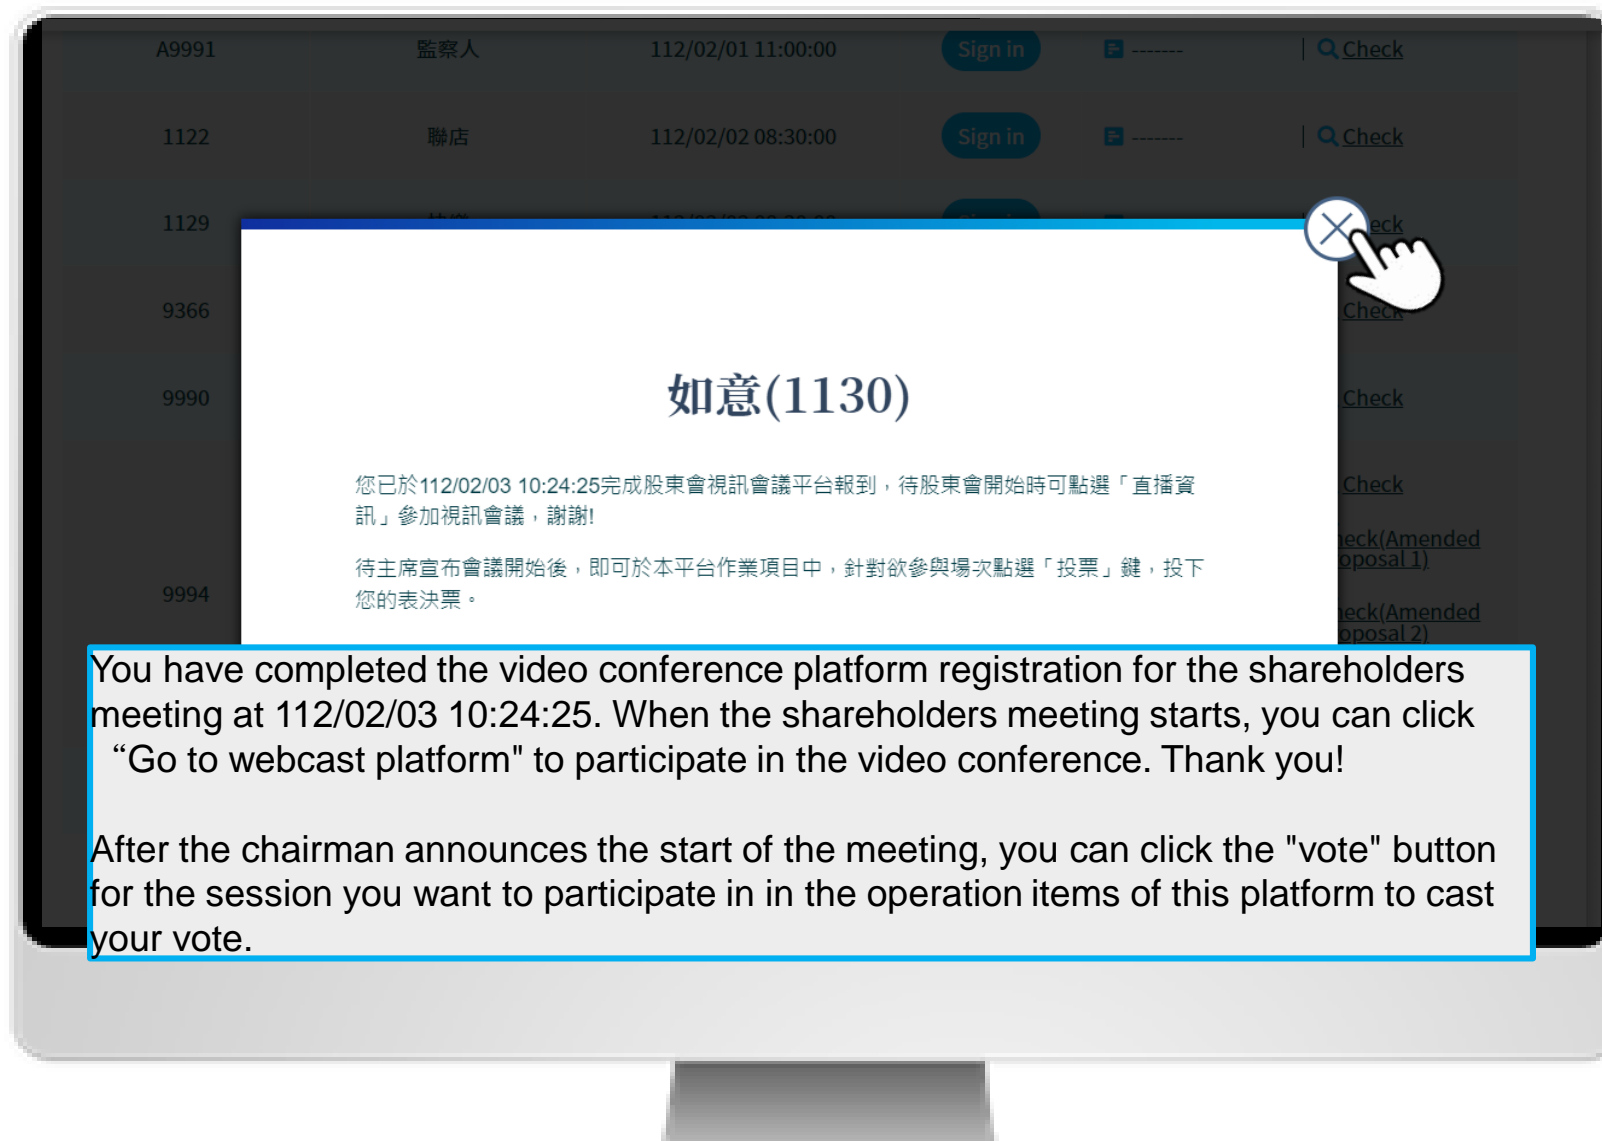 A9991 監察人 112/02/01 11:00:00 Sign in ------- | Check
1122 聯店 112/02/02 08:30:00 Sign in ------- | Check
1129 eck
9366 Check
9990 Check
如意(1130)
您已於112/02/03 10:24:25完成股東會視訊會議平台報到，待股東會開始時可點選「直播資
訊」參加視訊會議，謝謝!
待主席宣布會議開始後，即可於本平台作業項目中，針對欲參與場次點選「投票」鍵，投下
您的表決票。
Check
heck(Amended
oposal 1)
9994
heck(Amended
oposal 2)
You have completed the video conference platform registration for the shareholders
meeting at 112/02/03 10:24:25. When the shareholders meeting starts, you can click
“Go to webcast platform" to participate in the video conference. Thank you!
After the chairman announces the start of the meeting, you can click the "vote" button
for the session you want to participate in in the operation items of this platform to cast
your vote.